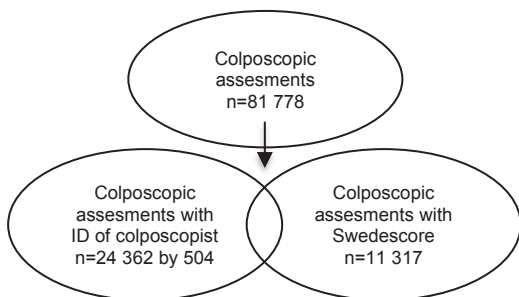 Colposcopic
assesments
n=81 778
Colposcopic
assesments with
ID of colposcopist
n=24 362 by 504
Colposcopic
assesments with
Swedescore
n=11 317